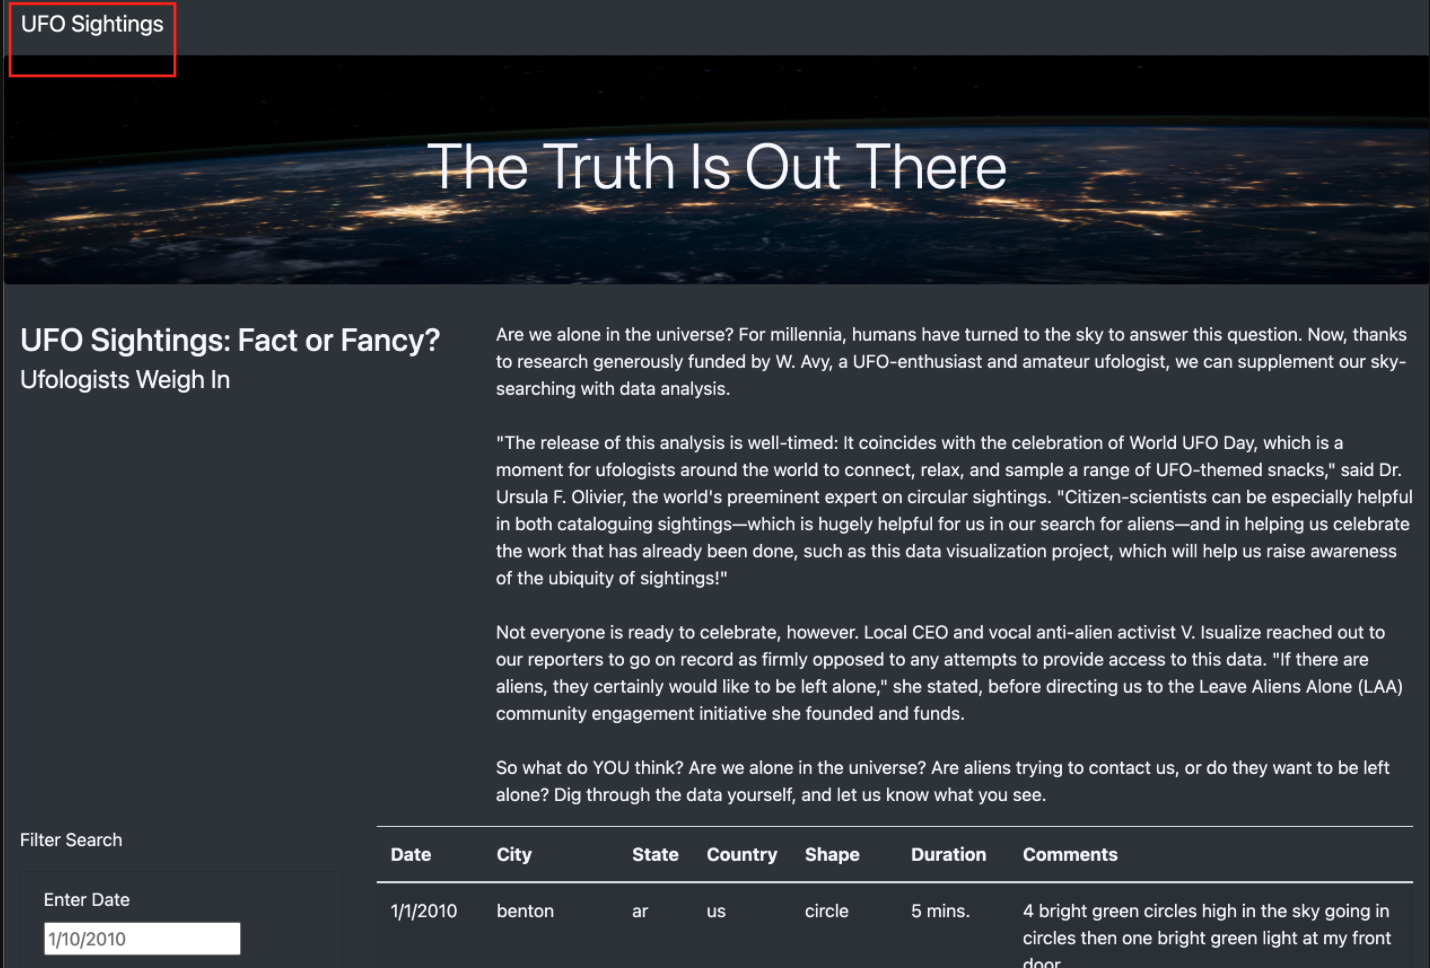 UFO Sightings
The Truth Is Out There
UFO Sightings: Fact or Fancy?
Ufologists Weigh In
Are we alone in the universe? For millennia, humans have turned to the sky to answer this question. Now, thanks
to research generously funded by W. Avy, a UFO-enthusiast and amateur ufologist, we can supplement our sky-
searching with data analysis.
"The release of this analysis is well-timed: It coincides with the celebration of World UFO Day, which is a
moment for ufologists around the world to connect, relax, and sample a range of UFO-themed snacks," said Dr.
Ursula F. Olivier, the world's preeminent expert on circular sightings. "Citizen-scientists can be especially helpful
in both cataloguing sightings—which is hugely helpful for us in our search for aliens—and in helping us celebrate
the work that has already been done, such as this data visualization project, which will help us raise awareness
of the ubiquity of sightings!"
Not everyone is ready to celebrate, however. Local CEO and vocal anti-alien activist V. Isualize reached out to
our reporters to go on record as firmly opposed to any attempts to provide access to this data. "If there are
aliens, they certainly would like to be left alone," she stated, before directing us to the Leave Aliens Alone (LAA)
community engagement initiative she founded and funds.
So what do YOU think? Are we alone in the universe? Are aliens trying to contact us, or do they want to be left
alone? Dig through the data yourself, and let us know what you see.
Filter Search
Enter Date
1/10/2010
Date City State Country Shape Duration Comments
1/1/2010 benton ar us circle 5 mins. 4 bright green circles high in the sky going in
circles then one bright green light at my front
door